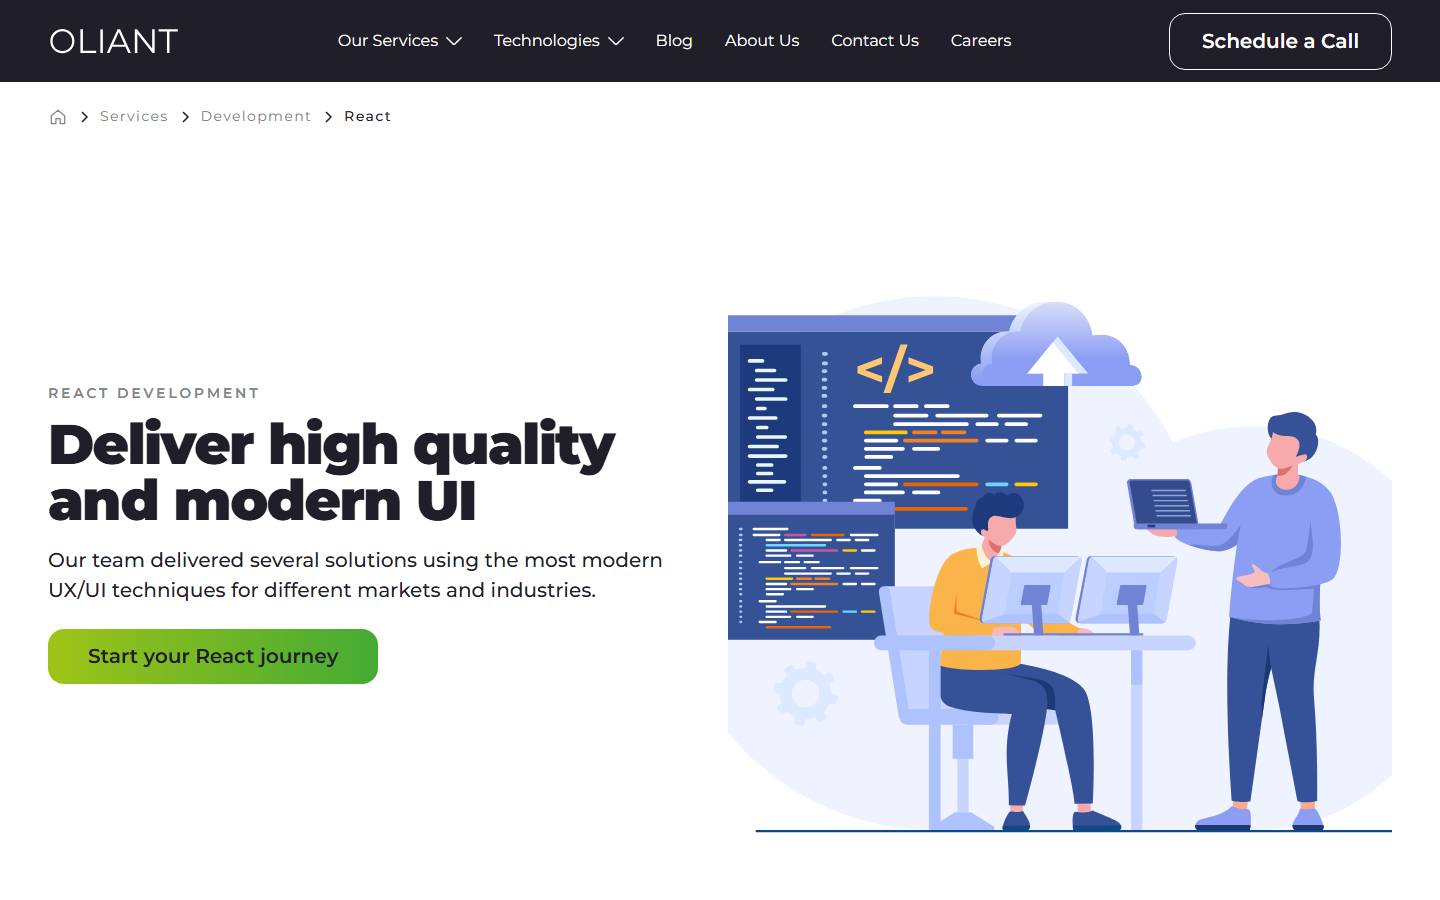 OLIANT
Our Services
Technologies
Blog
About Us
Contact Us
Careers
Schedule a Call
Services
Development
React
REACT DEVELOPMENT
Deliver high quality
and modern UI
Our team delivered several solutions using the most modern
UX/UI techniques for different markets and industries.
Start your React journey
</>